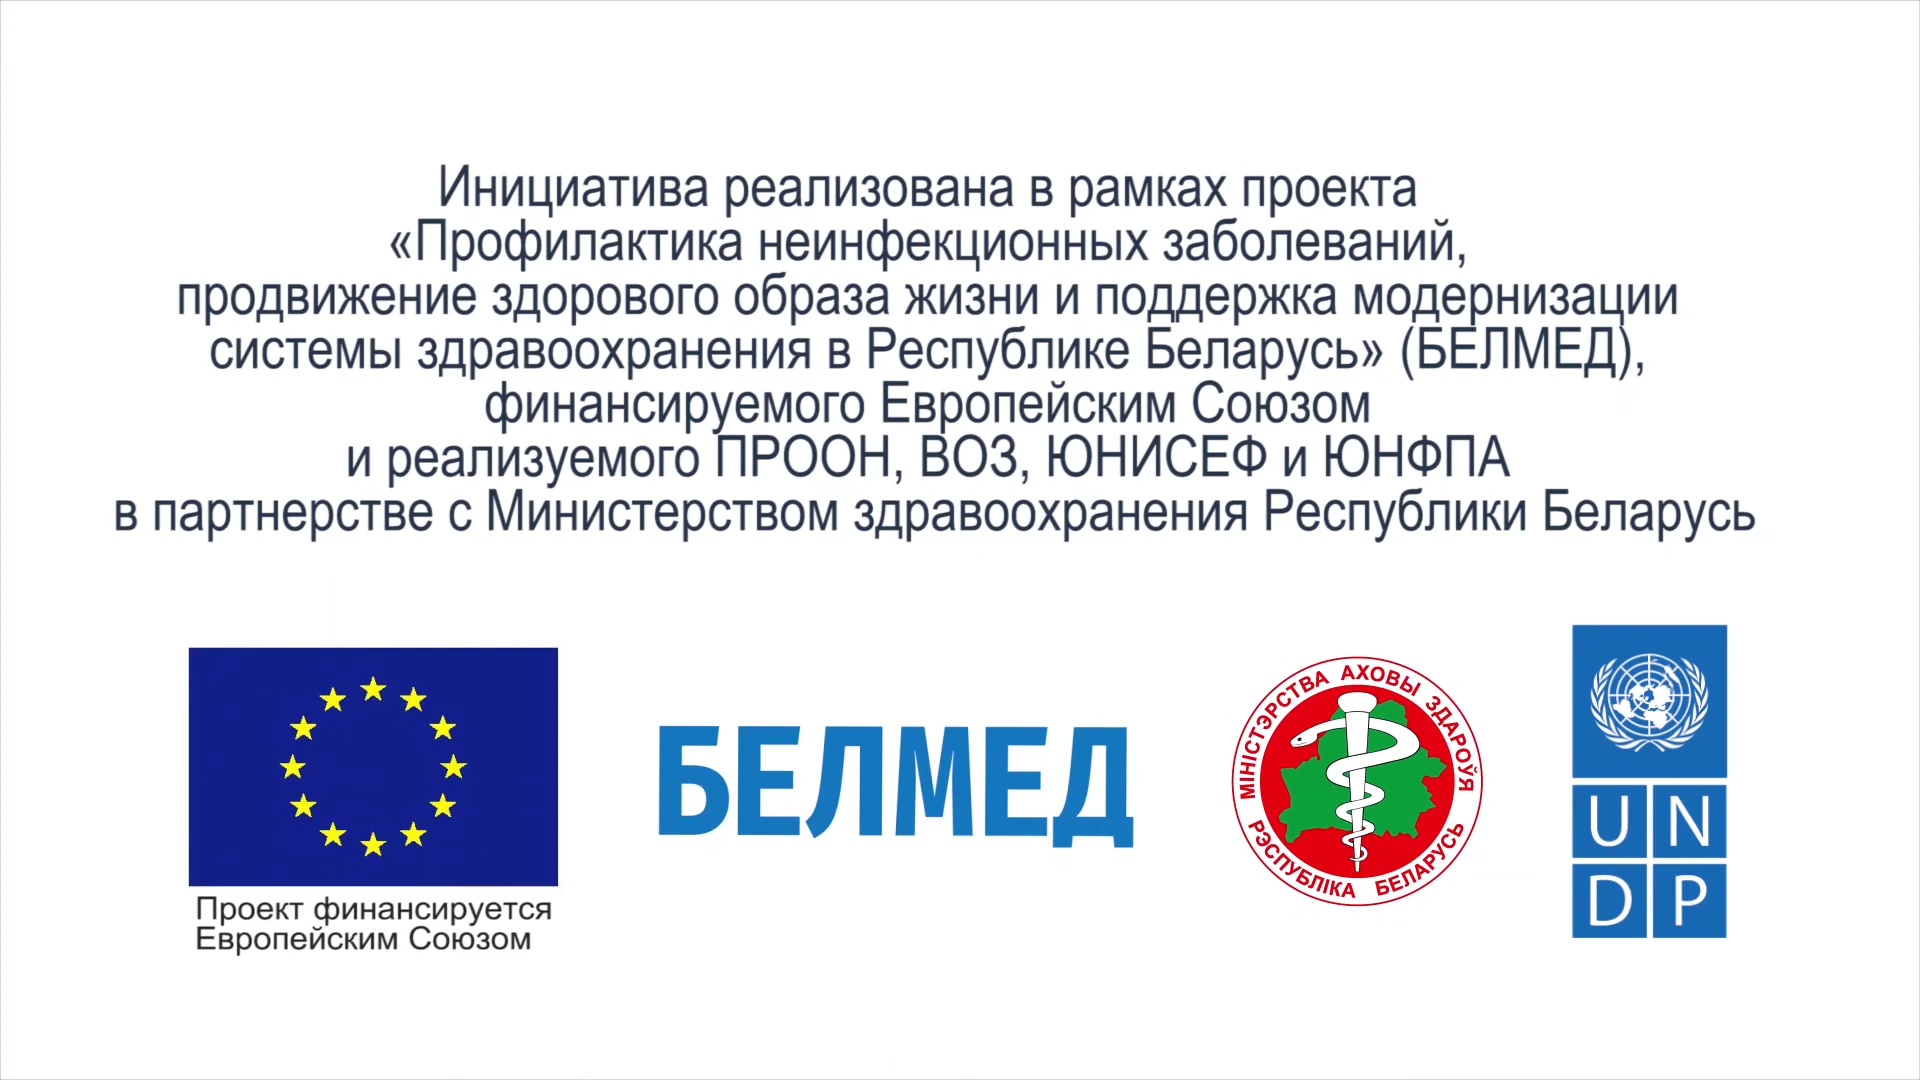 Инициатива реализована в рамках проекта
«Профилактика неинфекционных заболеваний,
продвижение здорового образа жизни и поддержка модернизации
системы здравоохранения в Республике Беларусь» (БЕЛМЕД),
финансируемого Европейским Союзом
и реализуемого ПРООН, ВОЗ, ЮНИСЕФ и ЮНФПА
в партнерстве с Министерством здравоохранения Республики Беларусь
Проект финансируется
Европейским Союзом
БЕЛМЕД
МІНІСТЭРСТВА АХОВЫ ЗДАРОЎЯ
РЭСПУБЛІКА БЕЛАРУСЬ
U N
D P